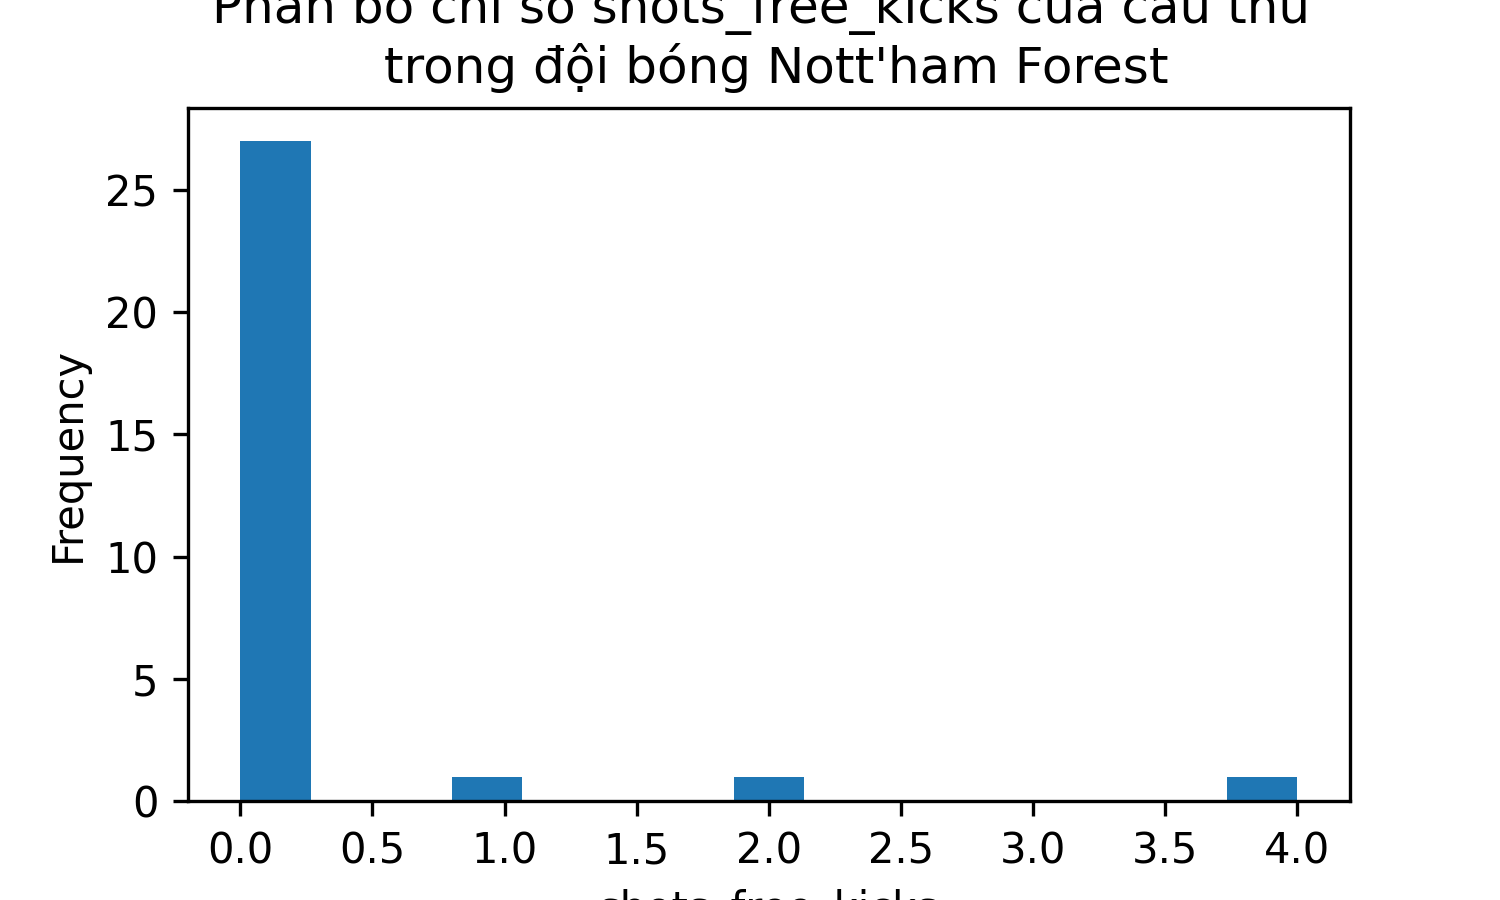 Phân bố chỉ số shots_free_kicks của cầu thủ
trong đội bóng Nott'ham Forest
Frequency
25
20
15
10
5
0
0.0 0.5 1.0 1.5 2.0 2.5 3.0 3.5 4.0
shots_free_kicks